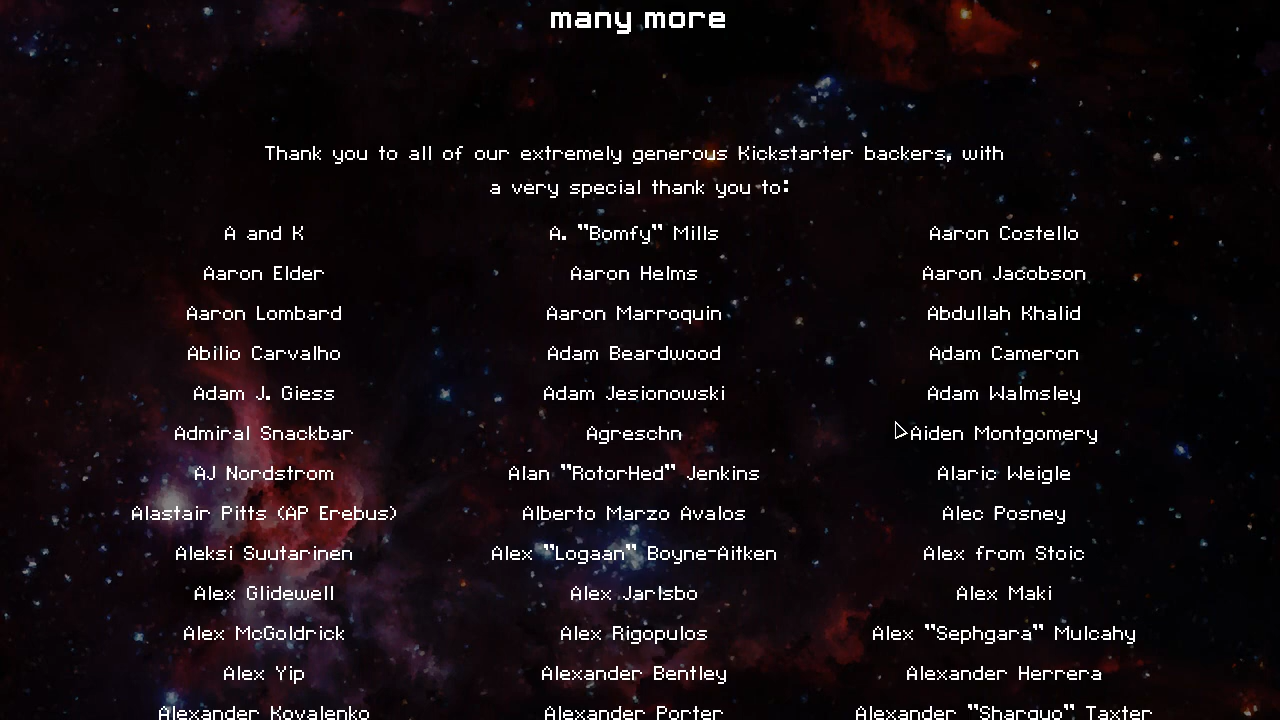 many more
Thank you to all of our extremely generous Kickstarter backers, with
a very special thank you to:
A and K A. "Bomfy" Mills Aaron Costello
Aaron Elder Aaron Helms Aaron Jacobson
Aaron Lombard Aaron Marroquin Abdullah Khalid
Abilio Carvalho Adam Beardwood Adam Cameron
Adam J. Giess Adam Jesionowski Adam Walmsley
Admiral Snackbar Agreschn Aiden Montgomery
AJ Nordstrom Alan "RotorHed" Jenkins Alaric Weigle
Alastair Pitts (AP Erebus) Alberto Marzo Avalos Alec Posney
Aleksi Suutarinen Alex "Logaan" Boyne-Aitken Alex from Stoic
Alex Glidewell Alex Jarlsbo Alex Maki
Alex McGoldrick Alex Rigopulos Alex "Sephgara" Mulcahy
Alex Yip Alexander Bentley Alexander Herrera
Alexander Kovalenko Alexander Porter Alexander Taxter